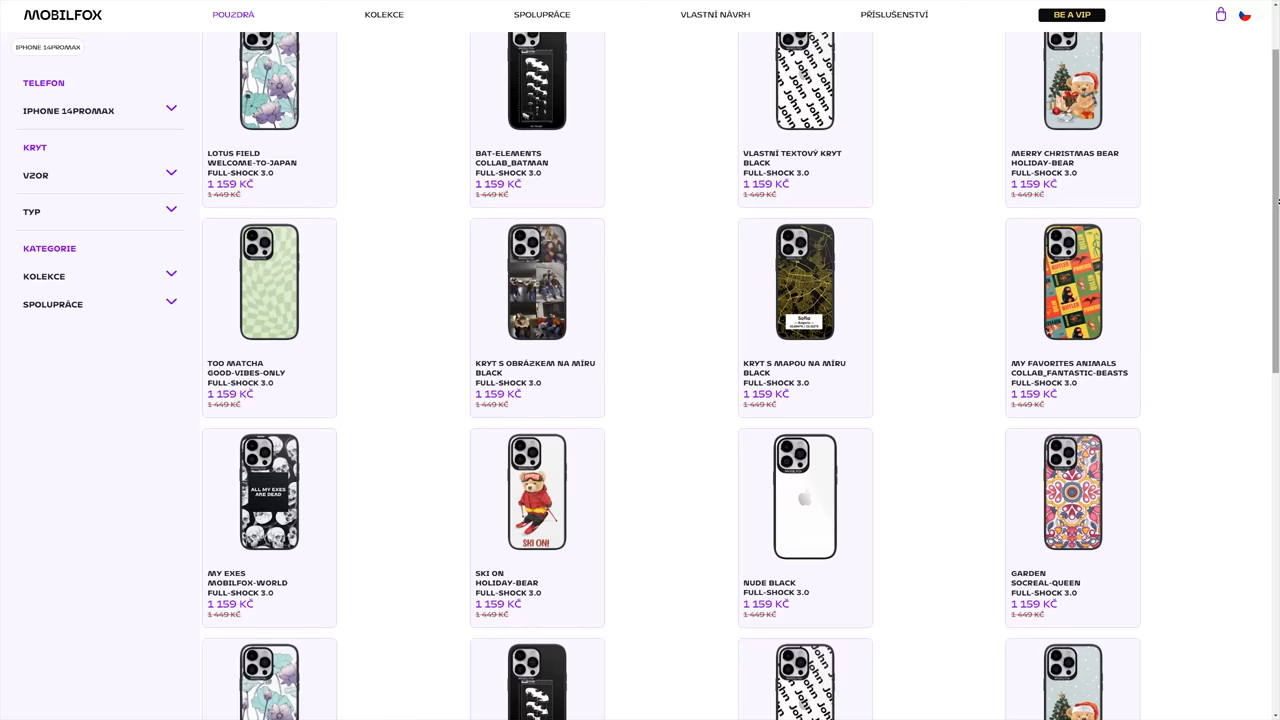 MOBILFOX
POUZDRA
KOLEKCE
SPOLUPRÁCE
VLASTNÍ NÁVRH
PŘÍSLUŠENSTVÍ
BE A VIP
IPHONE 14PROMAX
TELEFON
IPHONE 14PROMAX
KRYT
VZOR
TYP
KATEGORIE
KOLEKCE
SPOLUPRÁCE
LOTUS FIELD
WELCOME-TO-JAPAN
FULL-SHOCK 3.0
1 159 KČ
1 449 KČ
BAT-ELEMENTS
COLLAB_BATMAN
FULL-SHOCK 3.0
1 159 KČ
1 449 KČ
John John John
VLASTNÍ TEXTOVÝ KRYT
BLACK
FULL-SHOCK 3.0
1 159 KČ
1 449 KČ
MERRY CHRISTMAS BEAR
HOLIDAY-BEAR
FULL-SHOCK 3.0
1 159 KČ
1 449 KČ
TOO MATCHA
GOOD-VIBES-ONLY
FULL-SHOCK 3.0
1 159 KČ
1 449 KČ
KRYT S OBRÁZKEM NA MÍRU
BLACK
FULL-SHOCK 3.0
1 159 KČ
1 449 KČ
Sofia
KRYT S MAPOU NA MÍRU
BLACK
FULL-SHOCK 3.0
1 159 KČ
1 449 KČ
MY FAVORITES ANIMALS
COLLAB_FANTASTIC-BEASTS
FULL-SHOCK 3.0
1 159 KČ
1 449 KČ
ALL MY EXES
ARE DEAD
MY EXES
MOBILFOX-WORLD
FULL-SHOCK 3.0
1 159 KČ
1 449 KČ
SKI ON!
SKI ON
HOLIDAY-BEAR
FULL-SHOCK 3.0
1 159 KČ
1 449 KČ
NUDE BLACK
FULL-SHOCK 3.0
1 159 KČ
1 449 KČ
GARDEN
SOCREAL-QUEEN
FULL-SHOCK 3.0
1 159 KČ
1 449 KČ
John John John